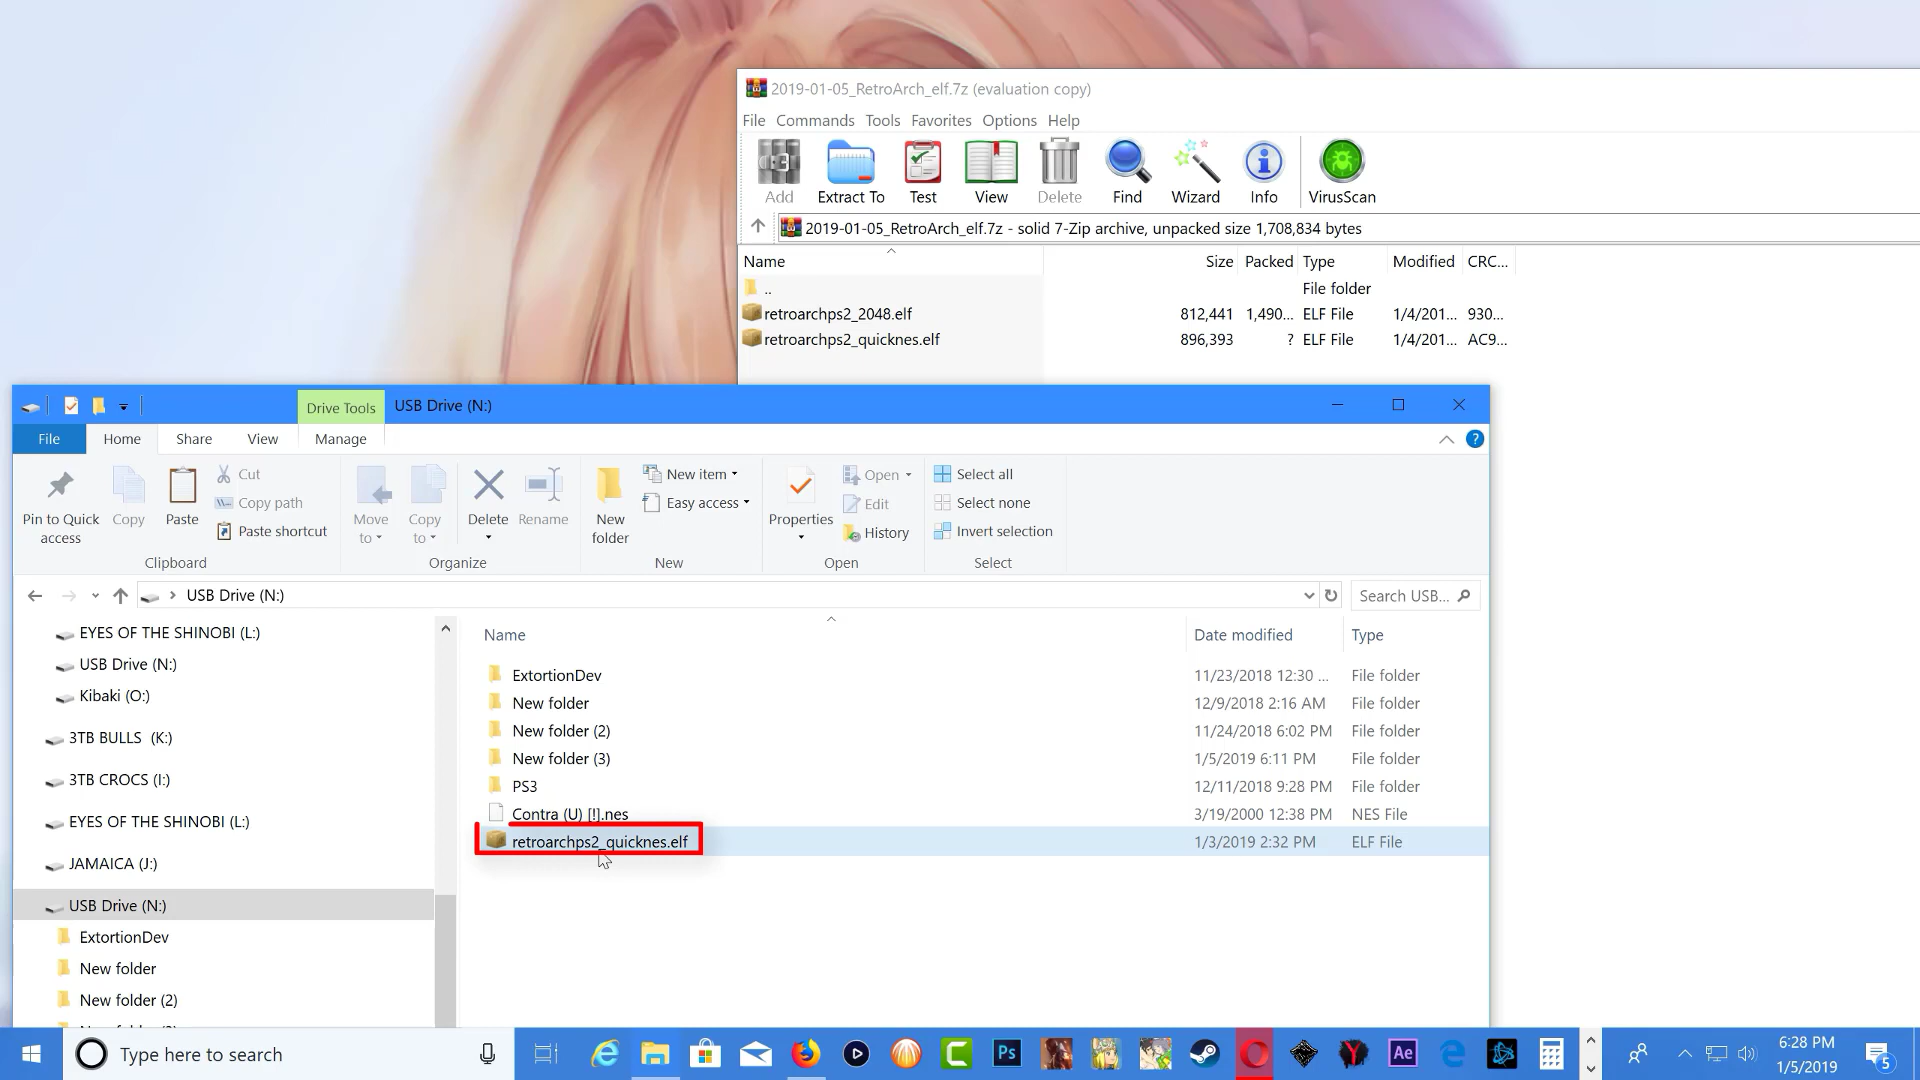 2019-01-05_RetroArch_elf.7z (evaluation copy)
File Commands Tools Favorites Options Help
Add Extract To Test View Delete Find Wizard Info VirusScan
2019-01-05_RetroArch_elf.7z - solid 7-Zip archive, unpacked size 1,708,834 bytes
Name Size Packed Type Modified CRC...
.. File folder
retroarchps2_2048.elf 812,441 1,490... ELF File 1/4/201... 930...
retroarchps2_quicknes.elf 896,393 ? ELF File 1/4/201... AC9...
Drive Tools USB Drive (N:)
File Home Share View Manage
Pin to Quick access
Copy
Paste
Cut
Copy path
Paste shortcut
Clipboard
Move to
Copy to
Delete
Rename
Organize
New folder
New item
Easy access
New
Properties
Open
Edit
History
Open
Select all
Select none
Invert selection
Select
USB Drive (N:) Search USB...
EYES OF THE SHINOBI (L:)
USB Drive (N:)
Kibaki (O:)
3TB BULLS (K:)
3TB CROCS (I:)
EYES OF THE SHINOBI (L:)
JAMAICA (J:)
USB Drive (N:)
ExtortionDev
New folder
New folder (2)
Name Date modified Type
ExtortionDev 11/23/2018 12:30 ... File folder
New folder 12/9/2018 2:16 AM File folder
New folder (2) 11/24/2018 6:02 PM File folder
New folder (3) 1/5/2019 6:11 PM File folder
PS3 12/11/2018 9:28 PM File folder
Contra (U) [!].nes 3/19/2000 12:38 PM NES File
retroarchps2_quicknes.elf 1/3/2019 2:32 PM ELF File
Type here to search
Ps
Ae
6:28 PM
1/5/2019
5